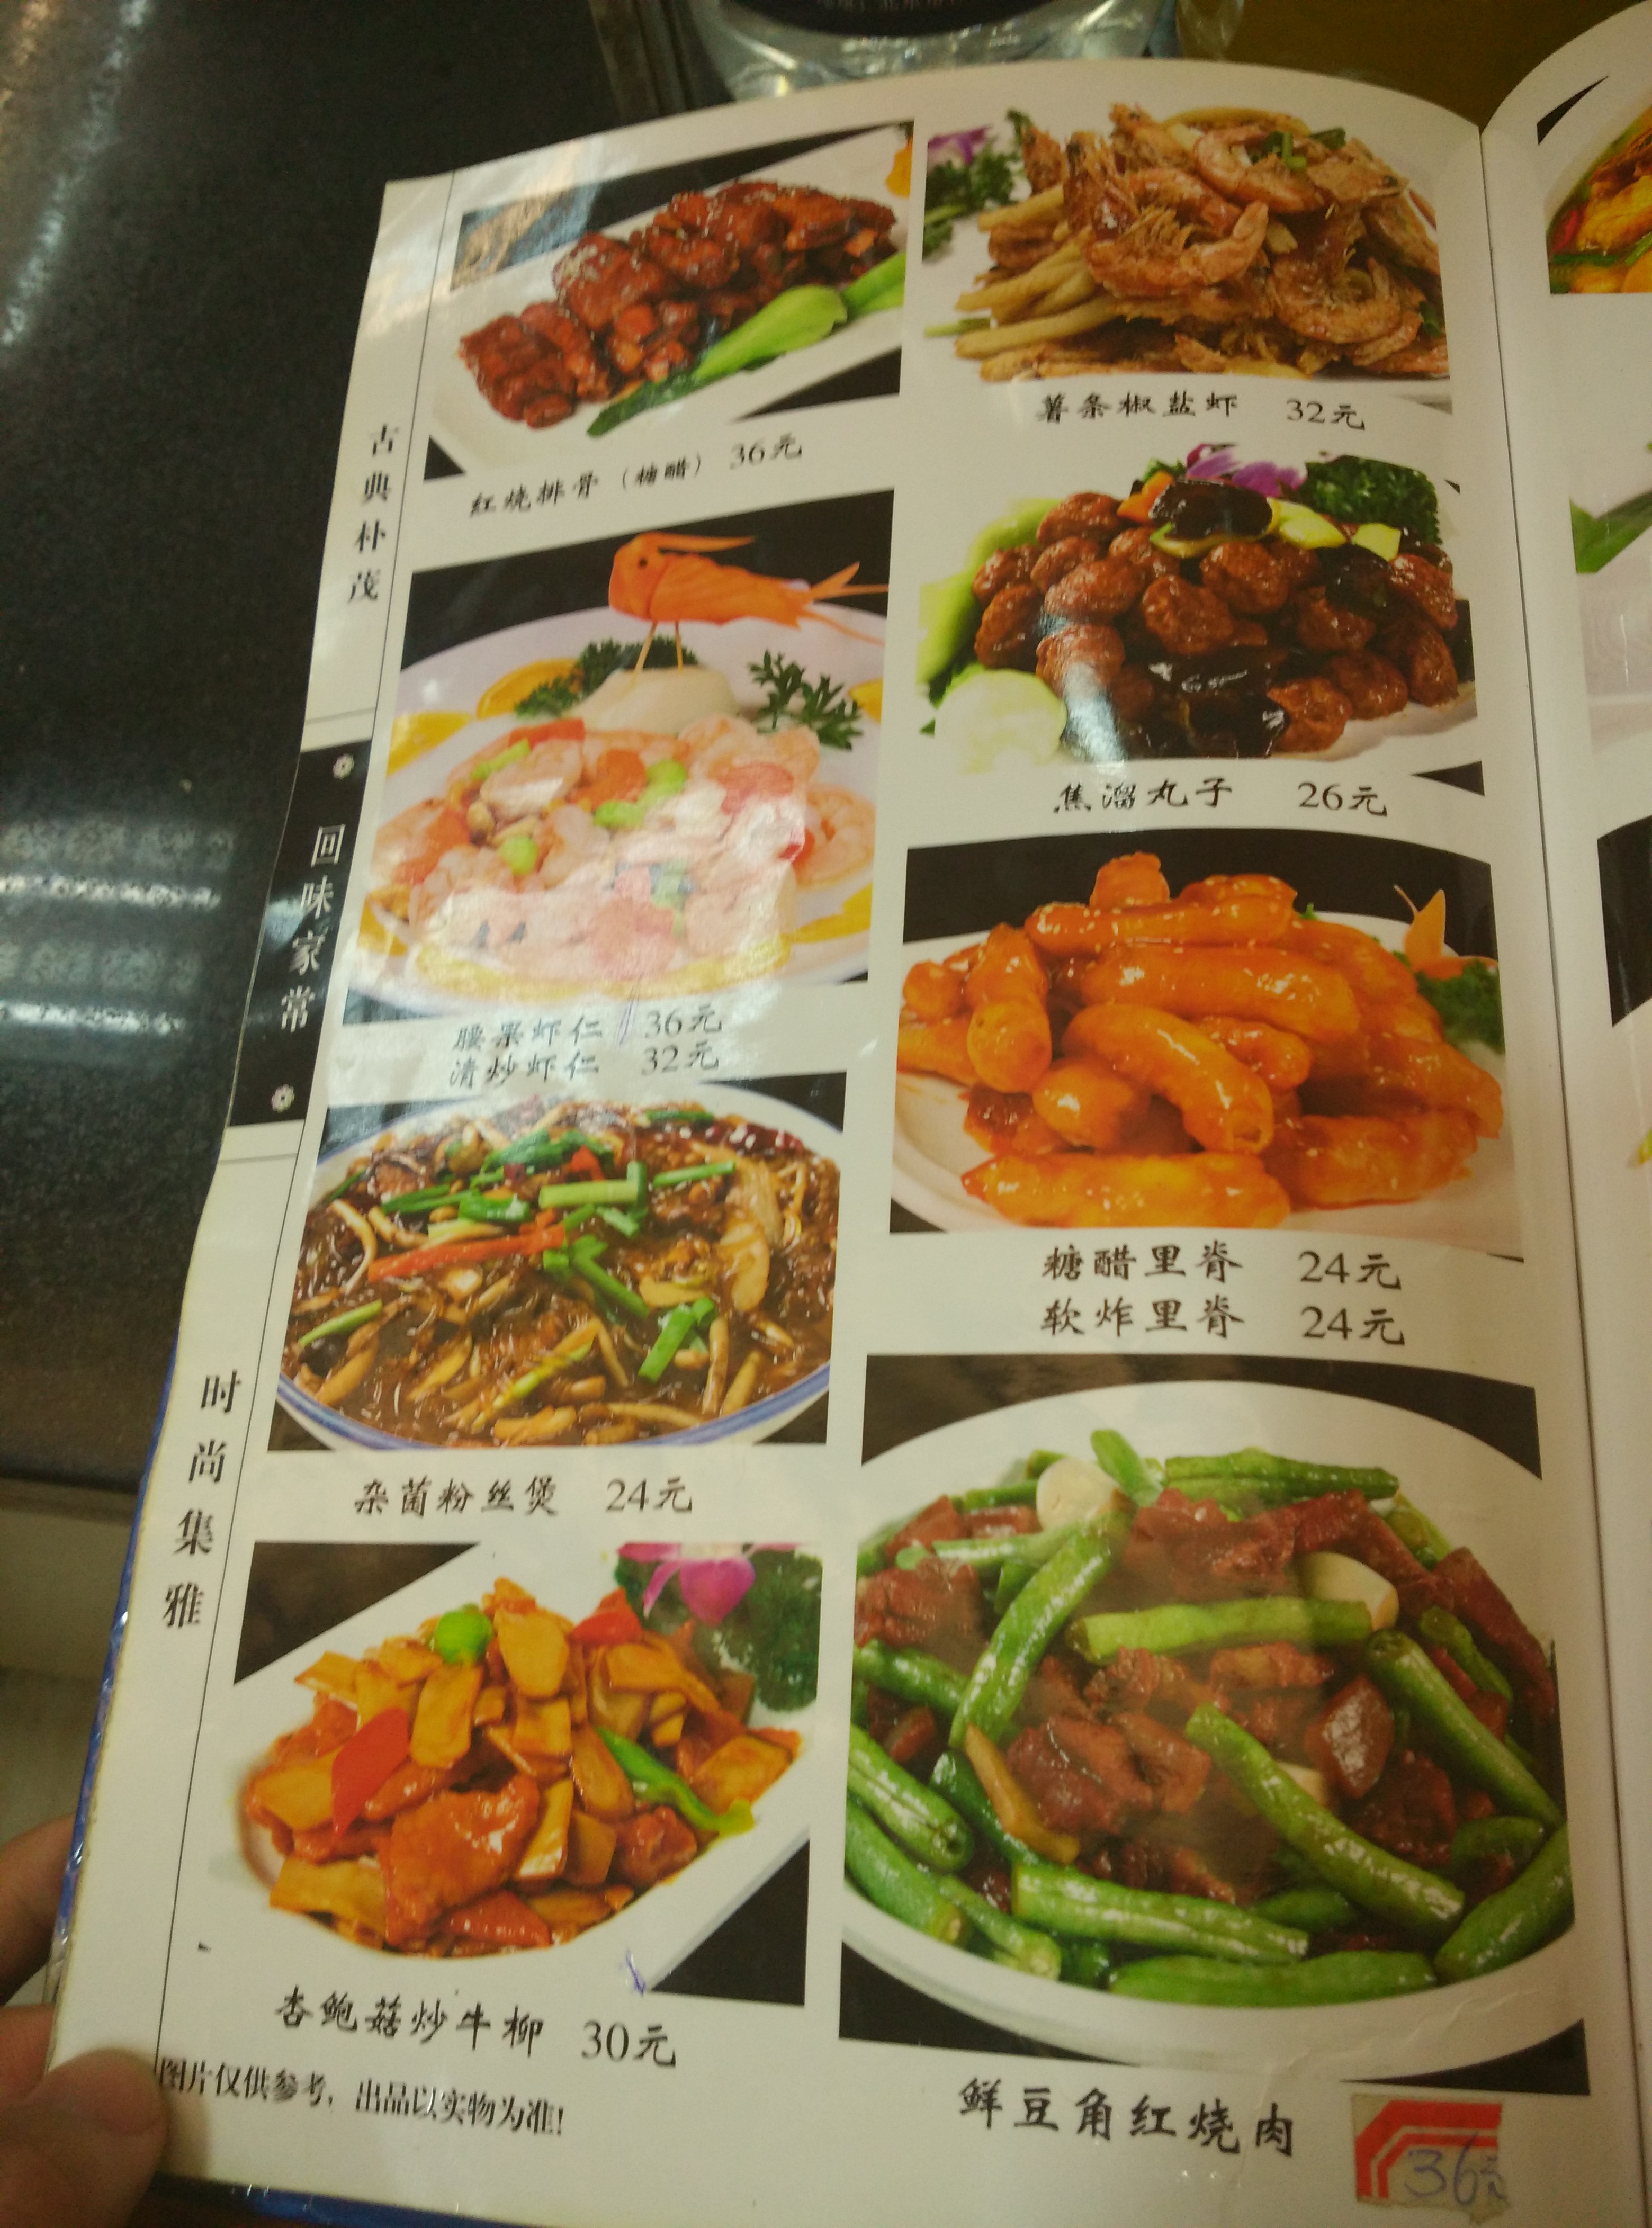 古典朴茂
回味家常
时尚集雅
红烧排骨（糖醋） 36元
薯条椒盐虾 32元
腰果虾仁 36元
清炒虾仁 32元
焦溜丸子 26元
杂菌粉丝煲 24元
糖醋里脊 24元
软炸里脊 24元
杏鲍菇炒牛柳 30元
鲜豆角红烧肉 36元
图片仅供参考，出品以实物为准!